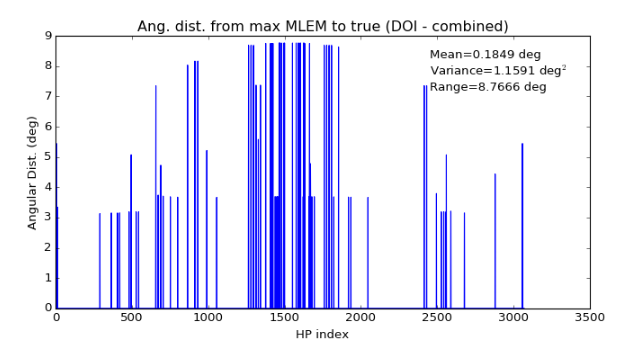 Ang. dist. from max MLEM to true (DOI - combined)
9
8
7
6
5
4
3
2
1
0
Angular Dist. (deg)
Mean=0.1849 deg
Variance=1.1591 deg²
Range=8.7666 deg
0 500 1000 1500 2000 2500 3000 3500
HP index